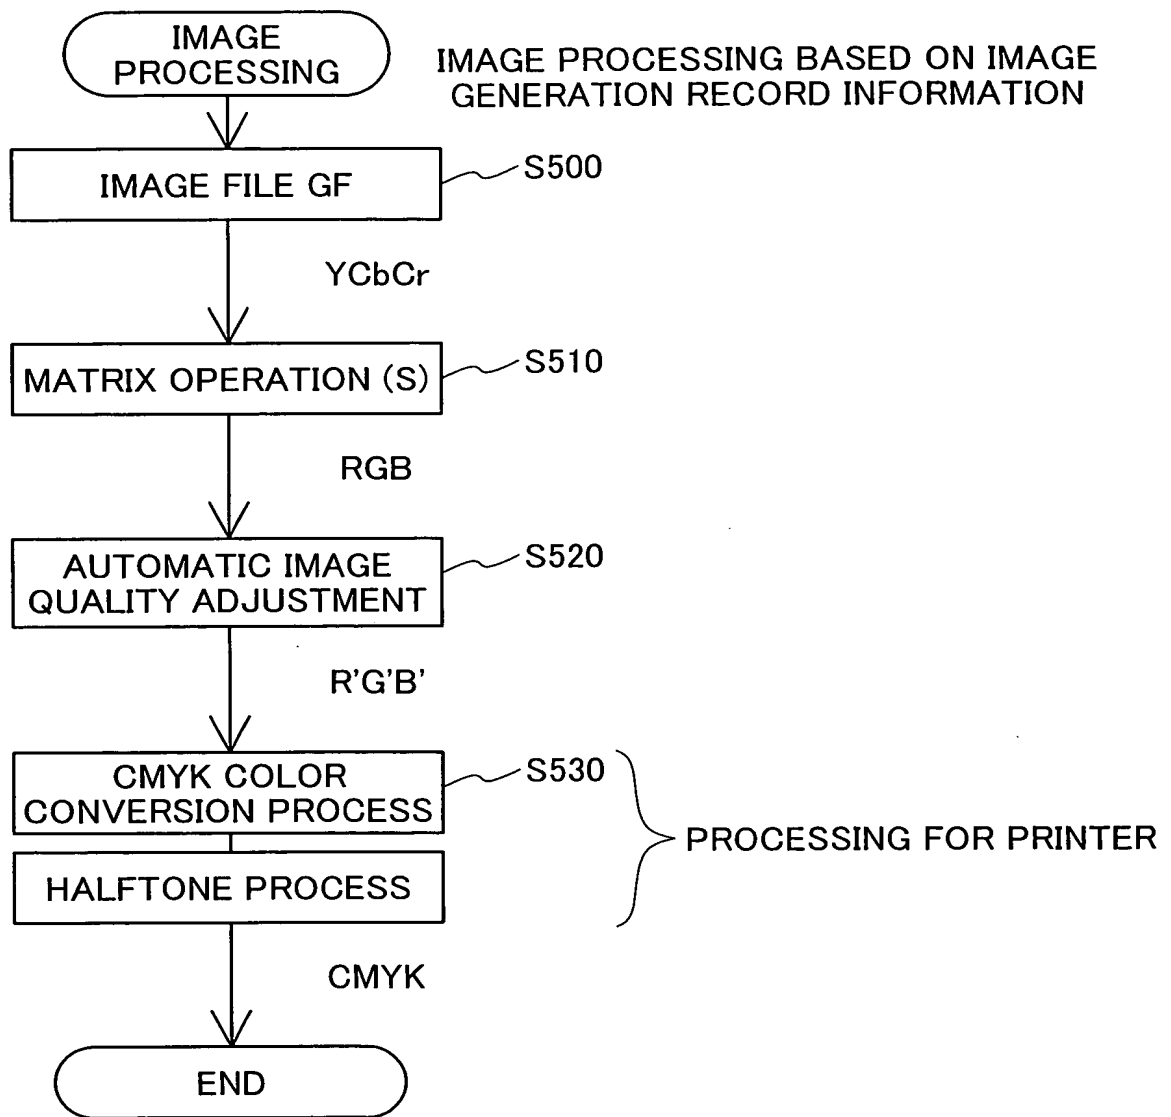 IMAGE
PROCESSING
IMAGE PROCESSING BASED ON IMAGE
GENERATION RECORD INFORMATION
IMAGE FILE GF
S500
YCbCr
MATRIX OPERATION (S)
S510
RGB
AUTOMATIC IMAGE
QUALITY ADJUSTMENT
S520
R'G'B'
CMYK COLOR
CONVERSION PROCESS
S530
PROCESSING FOR PRINTER
HALFTONE PROCESS
CMYK
END